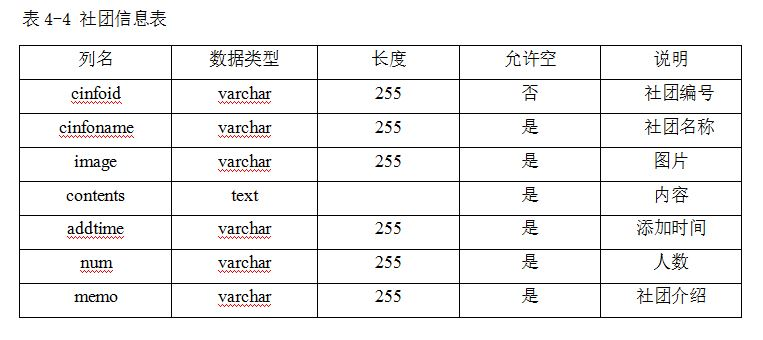 表 4-4 社团信息表
列名 数据类型 长度 允许空 说明
cinfoid varchar 255 否 社团编号
cinfoname varchar 255 是 社团名称
image varchar 255 是 图片
contents text 是 内容
addtime varchar 255 是 添加时间
num varchar 255 是 人数
memo varchar 255 是 社团介绍